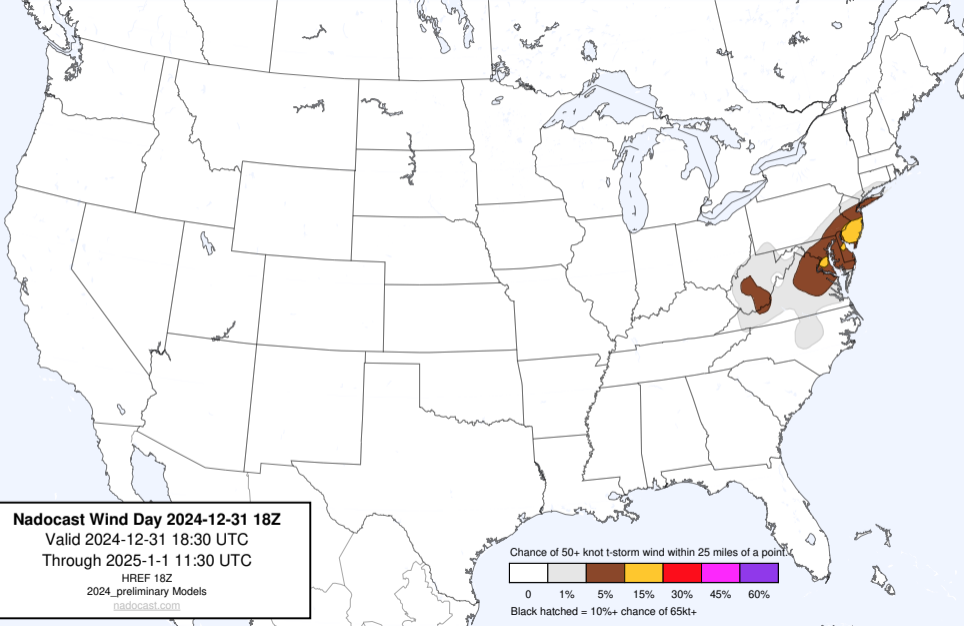 Nadocast Wind Day 2024-12-31 18Z
Valid 2024-12-31 18:30 UTC
Through 2025-1-1 11:30 UTC
HREF 18Z
2024_preliminary Models
nadocast.com
Chance of 50+ knot t-storm wind within 25 miles of a point.
0 1% 5% 15% 30% 45% 60%
Black hatched = 10%+ chance of 65kt+